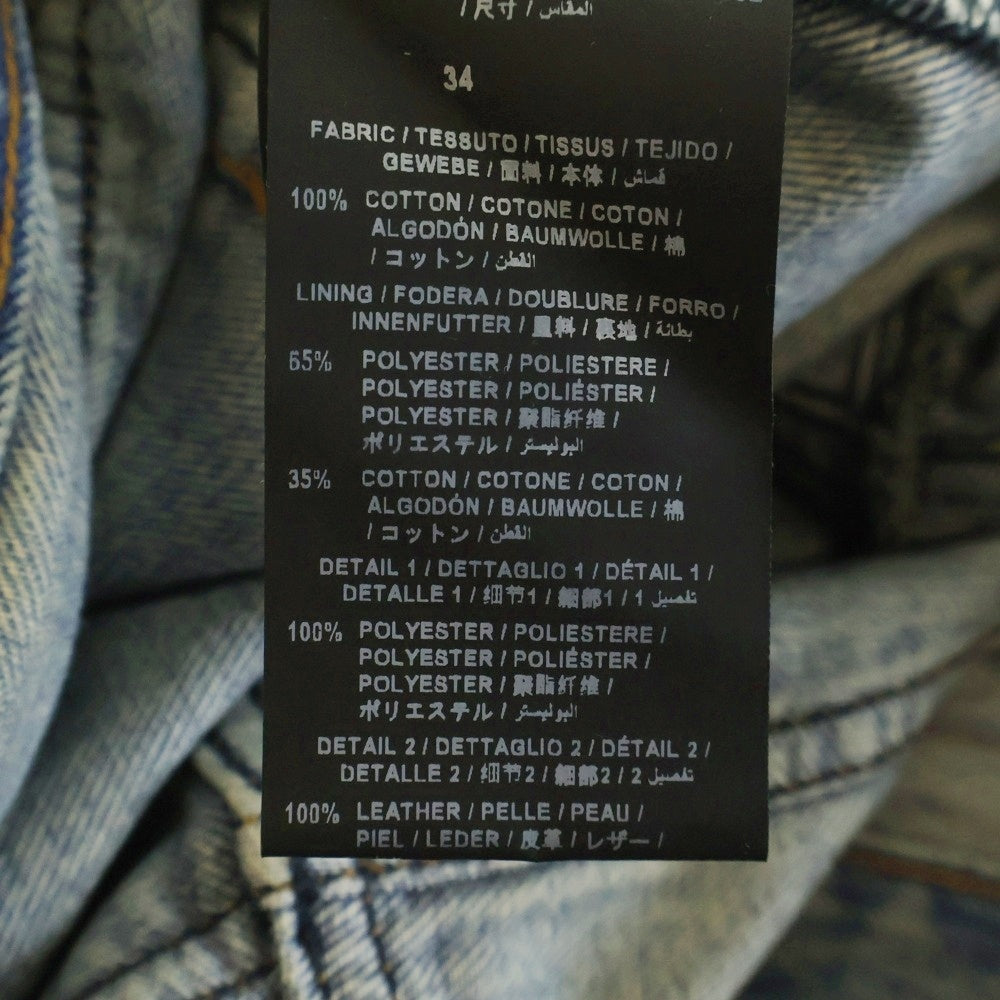 / 尺寸 / المقاس
34
FABRIC / TESSUTO / TISSUS / TEJIDO /
GEWEBE / 面料 / 本体 / قماش
100% COTTON / COTONE / COTON /
ALGODÓN / BAUMWOLLE / 棉
/ コットン / القطن
LINING / FODERA / DOUBLURE / FORRO /
INNENFUTTER / 里料 / 裏地 / بطانة
65% POLYESTER / POLIESTERE /
POLYESTER / POLIÉSTER /
POLYESTER / 聚酯纤维 /
ポリエステル / البوليستر
35% COTTON / COTONE / COTON /
ALGODÓN / BAUMWOLLE / 棉
/ コットン / القطن
DETAIL 1 / DETTAGLIO 1 / DÉTAIL 1 /
DETALLE 1 / 细节1 / 細部1 / تفصيل 1
100% POLYESTER / POLIESTERE /
POLYESTER / POLIÉSTER /
POLYESTER / 聚酯纤维 /
ポリエステル / البوليستر
DETAIL 2 / DETTAGLIO 2 / DÉTAIL 2 /
DETALLE 2 / 细节2 / 細部2 / تفصيل 2
100% LEATHER / PELLE / PEAU /
PIEL / LEDER / 皮革 / レザー /